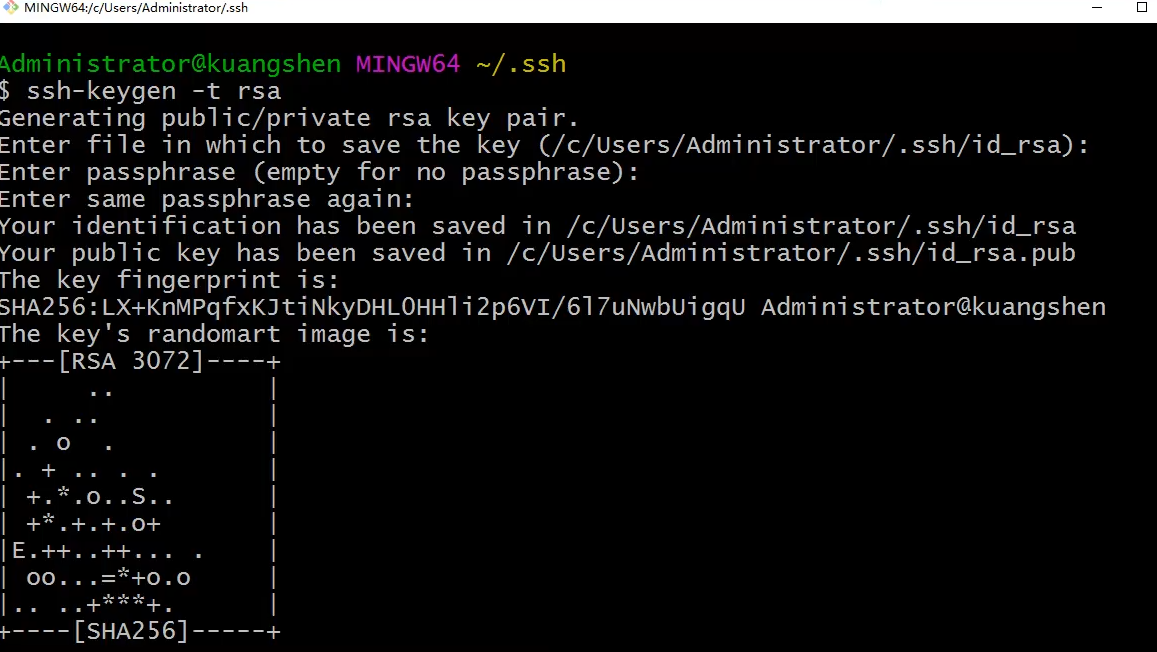 MINGW64:/c/Users/Administrator/.ssh
Administrator@kuangshen MINGW64 ~/.ssh
$ ssh-keygen -t rsa
Generating public/private rsa key pair.
Enter file in which to save the key (/c/Users/Administrator/.ssh/id_rsa):
Enter passphrase (empty for no passphrase):
Enter same passphrase again:
Your identification has been saved in /c/Users/Administrator/.ssh/id_rsa
Your public key has been saved in /c/Users/Administrator/.ssh/id_rsa.pub
The key fingerprint is:
SHA256:LX+KnMPqfxKJtiNkyDHL0HHli2p6VI/6l7uNwbUigqU Administrator@kuangshen
The key's randomart image is:
+---[RSA 3072]----+
|     ..          |
|  . ..           |
| . o  .          |
|. + .. . .       |
| +.*.o..S..      |
| +*.+.+.o+       |
|E.++..++... .    |
| oo...=*+o.o     |
|.. ..+***+.      |
+----[SHA256]-----+